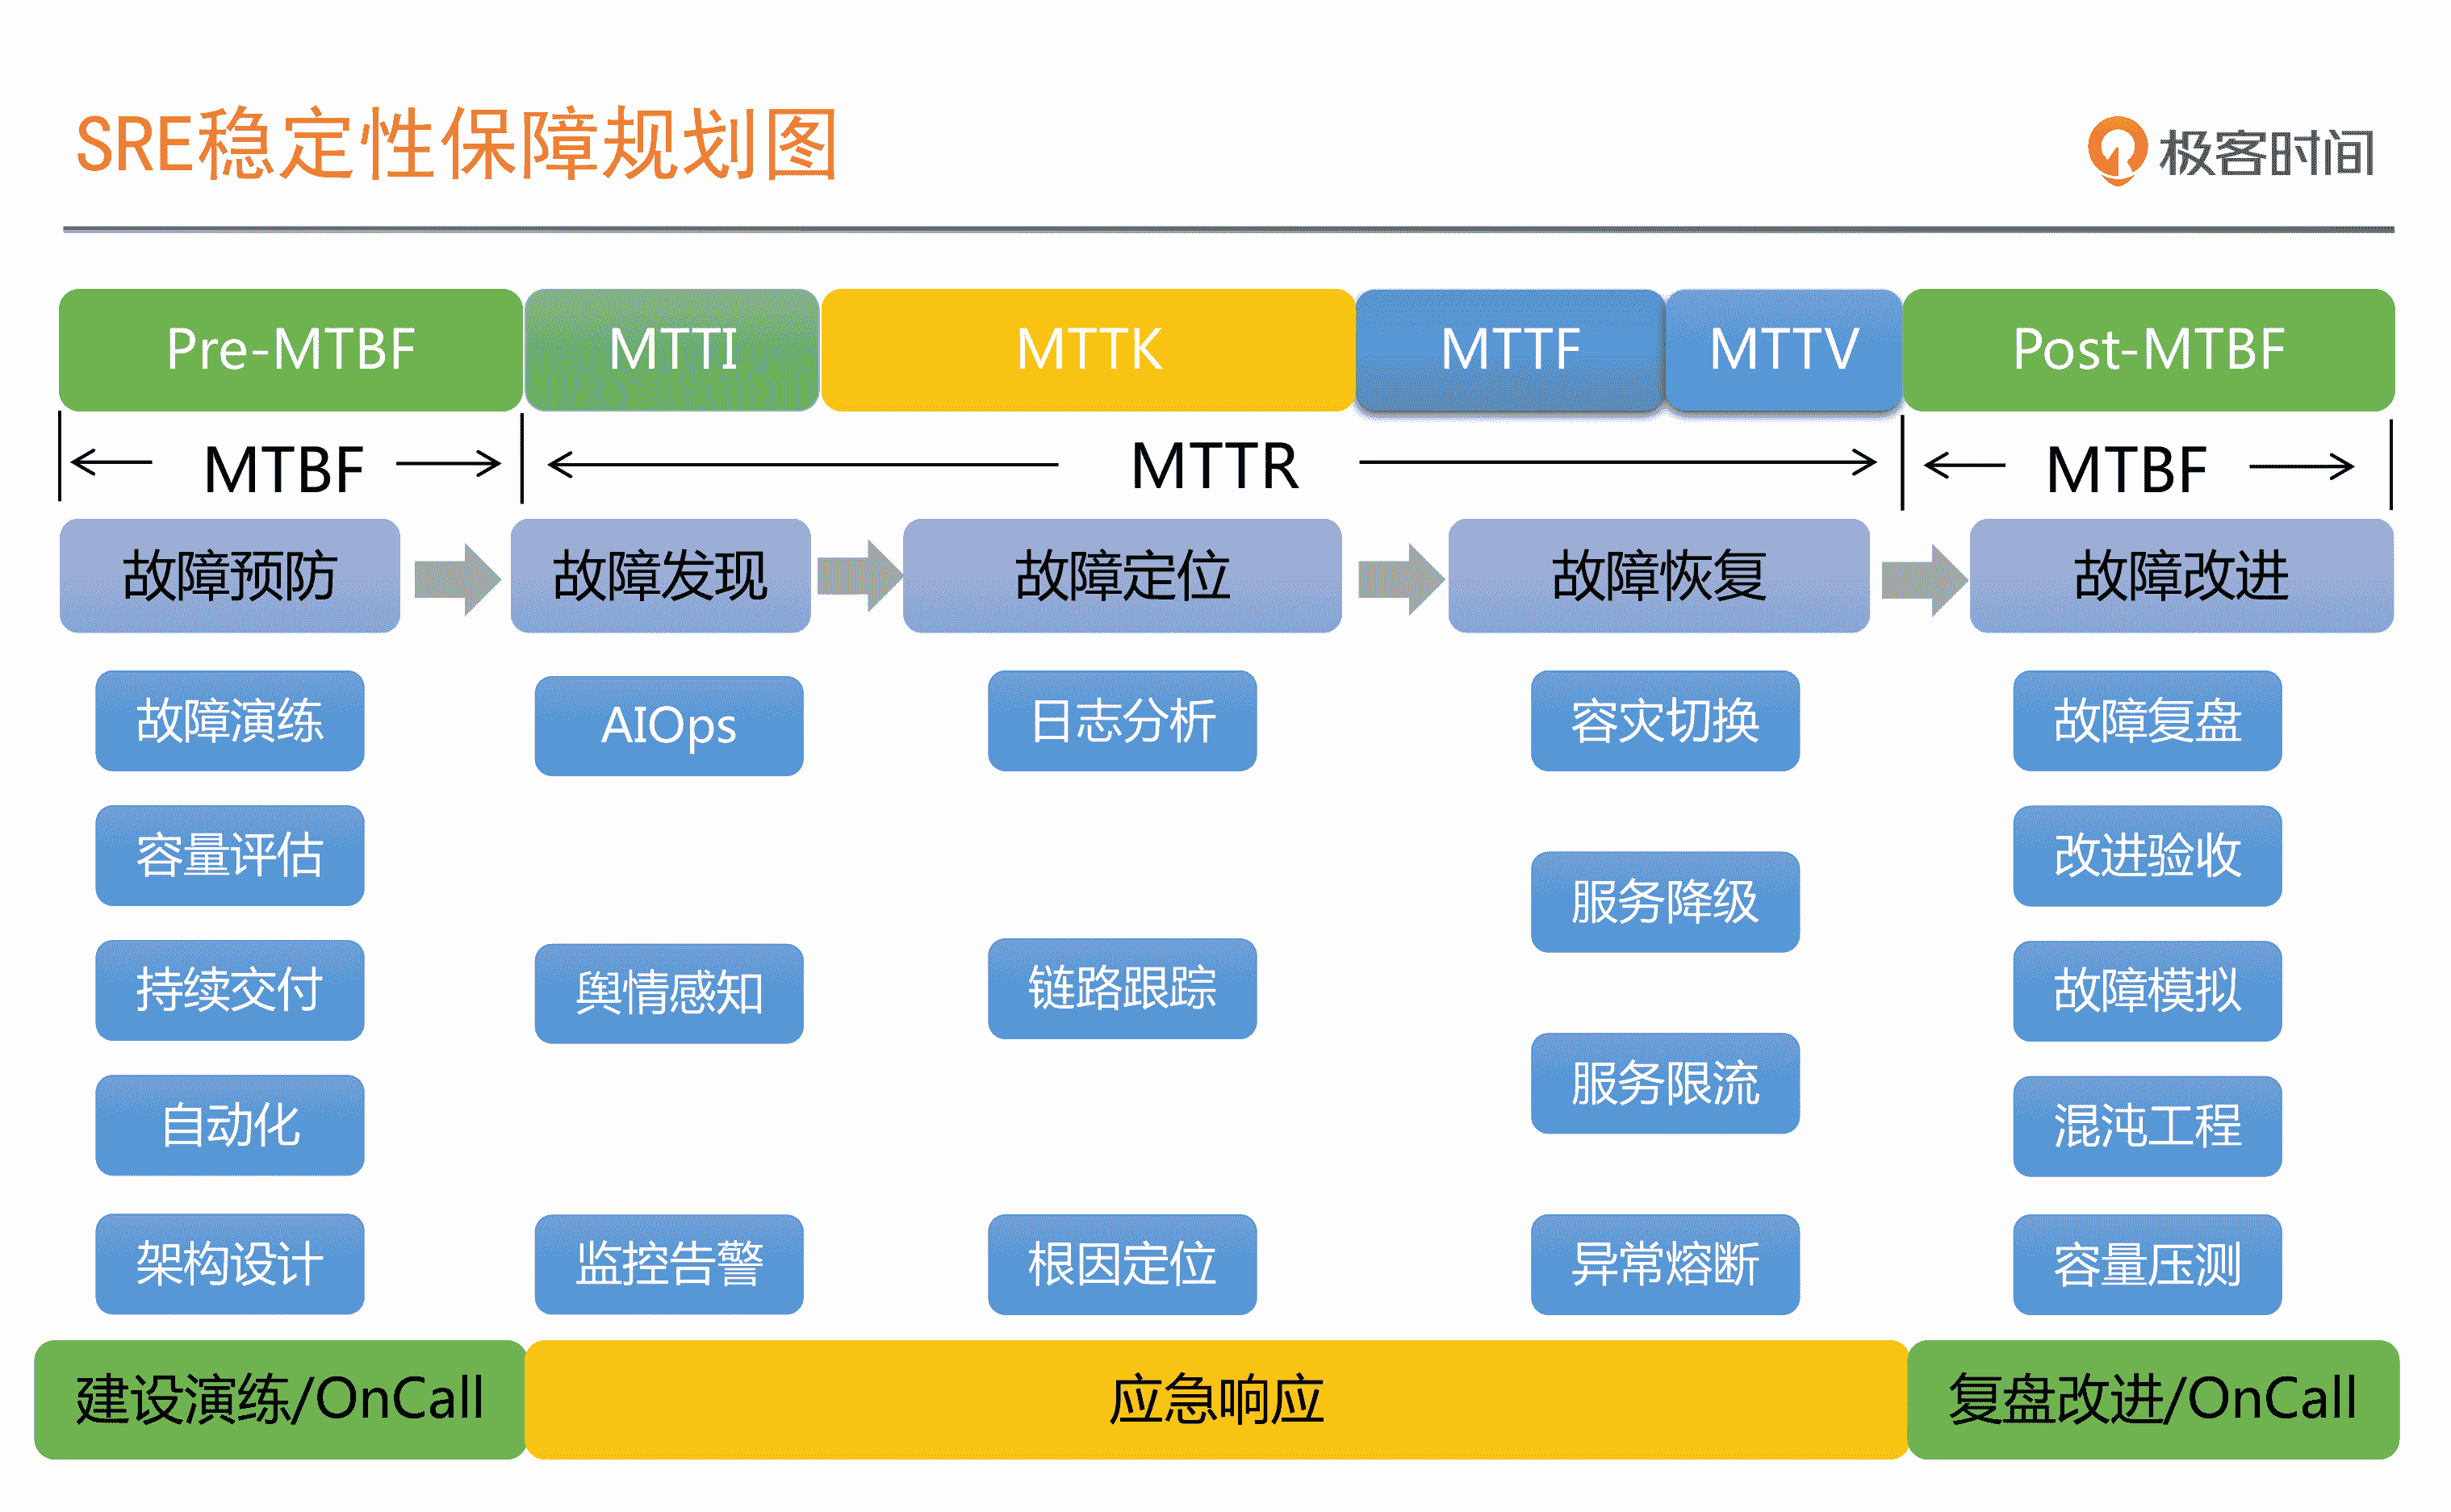 SRE稳定性保障规划图
极客时间
Pre-MTBF MTTI MTTK MTTF MTTV Post-MTBF
MTBF MTTR MTBF
故障预防 故障发现 故障定位 故障恢复 故障改进
故障演练 AIOps 日志分析 容灾切换 故障复盘
容量评估 服务降级 改进验收
持续交付 舆情感知 链路跟踪 故障模拟
自动化 服务限流 混沌工程
架构设计 监控告警 根因定位 异常熔断 容量压测
建设演练/OnCall 应急响应 复盘改进/OnCall